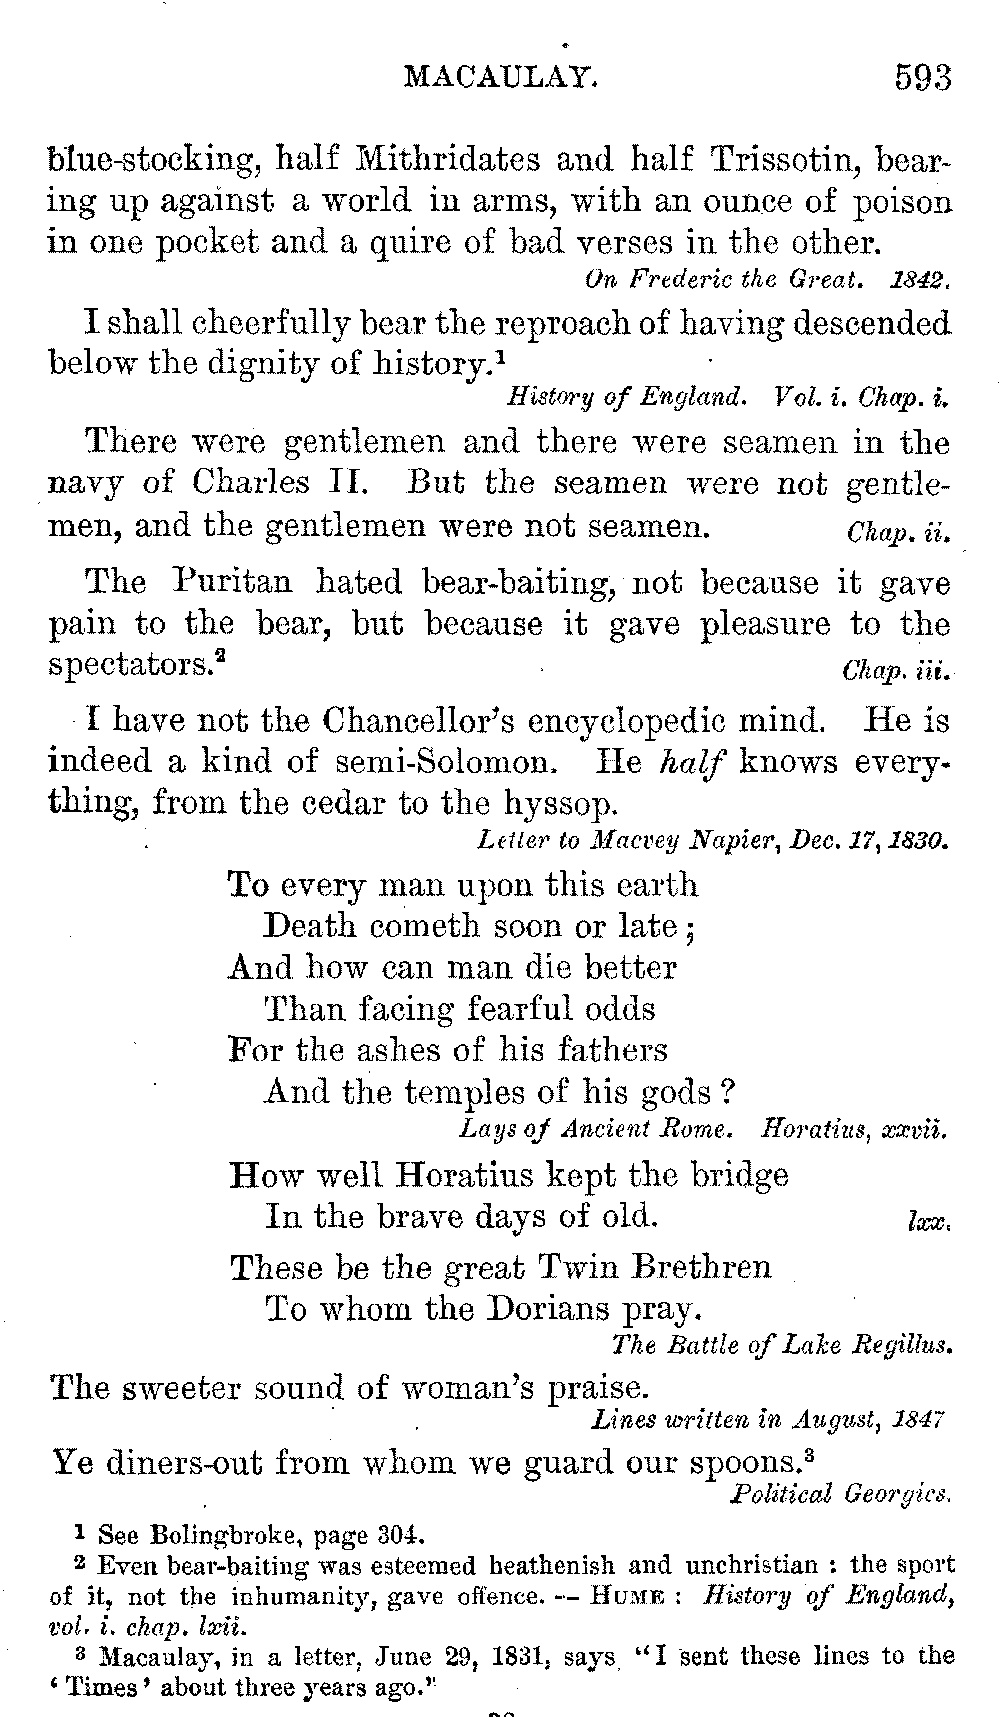 MACAULAY. 593
blue-stocking, half Mithridates and half Trissotin, bear-
ing up against a world in arms, with an ounce of poison
in one pocket and a quire of bad verses in the other.
On Frederic the Great. 1842.
I shall cheerfully bear the reproach of having descended
below the dignity of history.¹
History of England. Vol. i. Chap. i.
There were gentlemen and there were seamen in the
navy of Charles II. But the seamen were not gentle-
men, and the gentlemen were not seamen. Chap. ii.
The Puritan hated bear-baiting, not because it gave
pain to the bear, but because it gave pleasure to the
spectators.² Chap. iii.
I have not the Chancellor's encyclopedic mind. He is
indeed a kind of semi-Solomon. He half knows every-
thing, from the cedar to the hyssop.
Letter to Macvey Napier, Dec. 17, 1830.
To every man upon this earth
Death cometh soon or late;
And how can man die better
Than facing fearful odds
For the ashes of his fathers
And the temples of his gods?
Lays of Ancient Rome. Horatius, xxvii.
How well Horatius kept the bridge
In the brave days of old. lxx.
These be the great Twin Brethren
To whom the Dorians pray.
The Battle of Lake Regillus.
The sweeter sound of woman's praise.
Lines written in August, 1847
Ye diners-out from whom we guard our spoons.³
Political Georgics.
1 See Bolingbroke, page 304.
2 Even bear-baiting was esteemed heathenish and unchristian : the sport
of it, not the inhumanity, gave offence. — HUME : History of England,
vol. i. chap. lxii.
3 Macaulay, in a letter, June 29, 1831, says "I sent these lines to the
'Times' about three years ago."